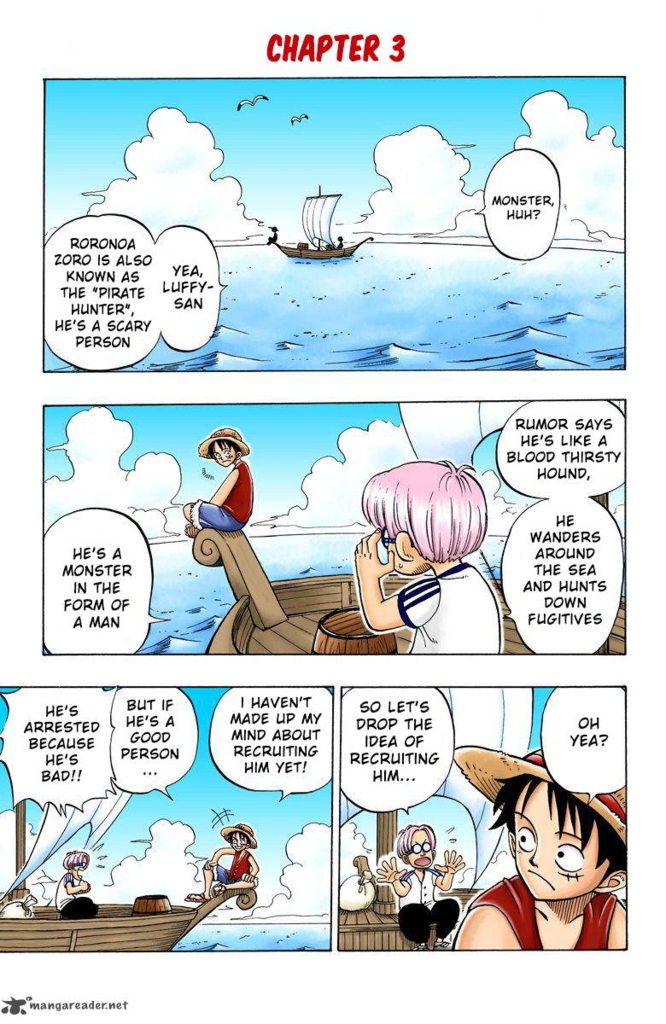 CHAPTER 3
MONSTER,
HUH?
YEA,
LUFFY-
SAN
RORONOA
ZORO IS ALSO
KNOWN AS
THE "PIRATE
HUNTER",
HE'S A SCARY
PERSON
RUMOR SAYS
HE'S LIKE A
BLOOD THIRSTY
HOUND,
HE
WANDERS
AROUND
THE SEA
AND HUNTS
DOWN
FUGITIVES
HE'S A
MONSTER
IN THE
FORM OF
A MAN
OH
YEA?
SO LET'S
DROP THE
IDEA OF
RECRUITING
HIM...
I HAVEN'T
MADE UP MY
MIND ABOUT
RECRUITING
HIM YET!
BUT IF
HE'S A
GOOD
PERSON
...
HE'S
ARRESTED
BECAUSE
HE'S
BAD!!
mangareader.net